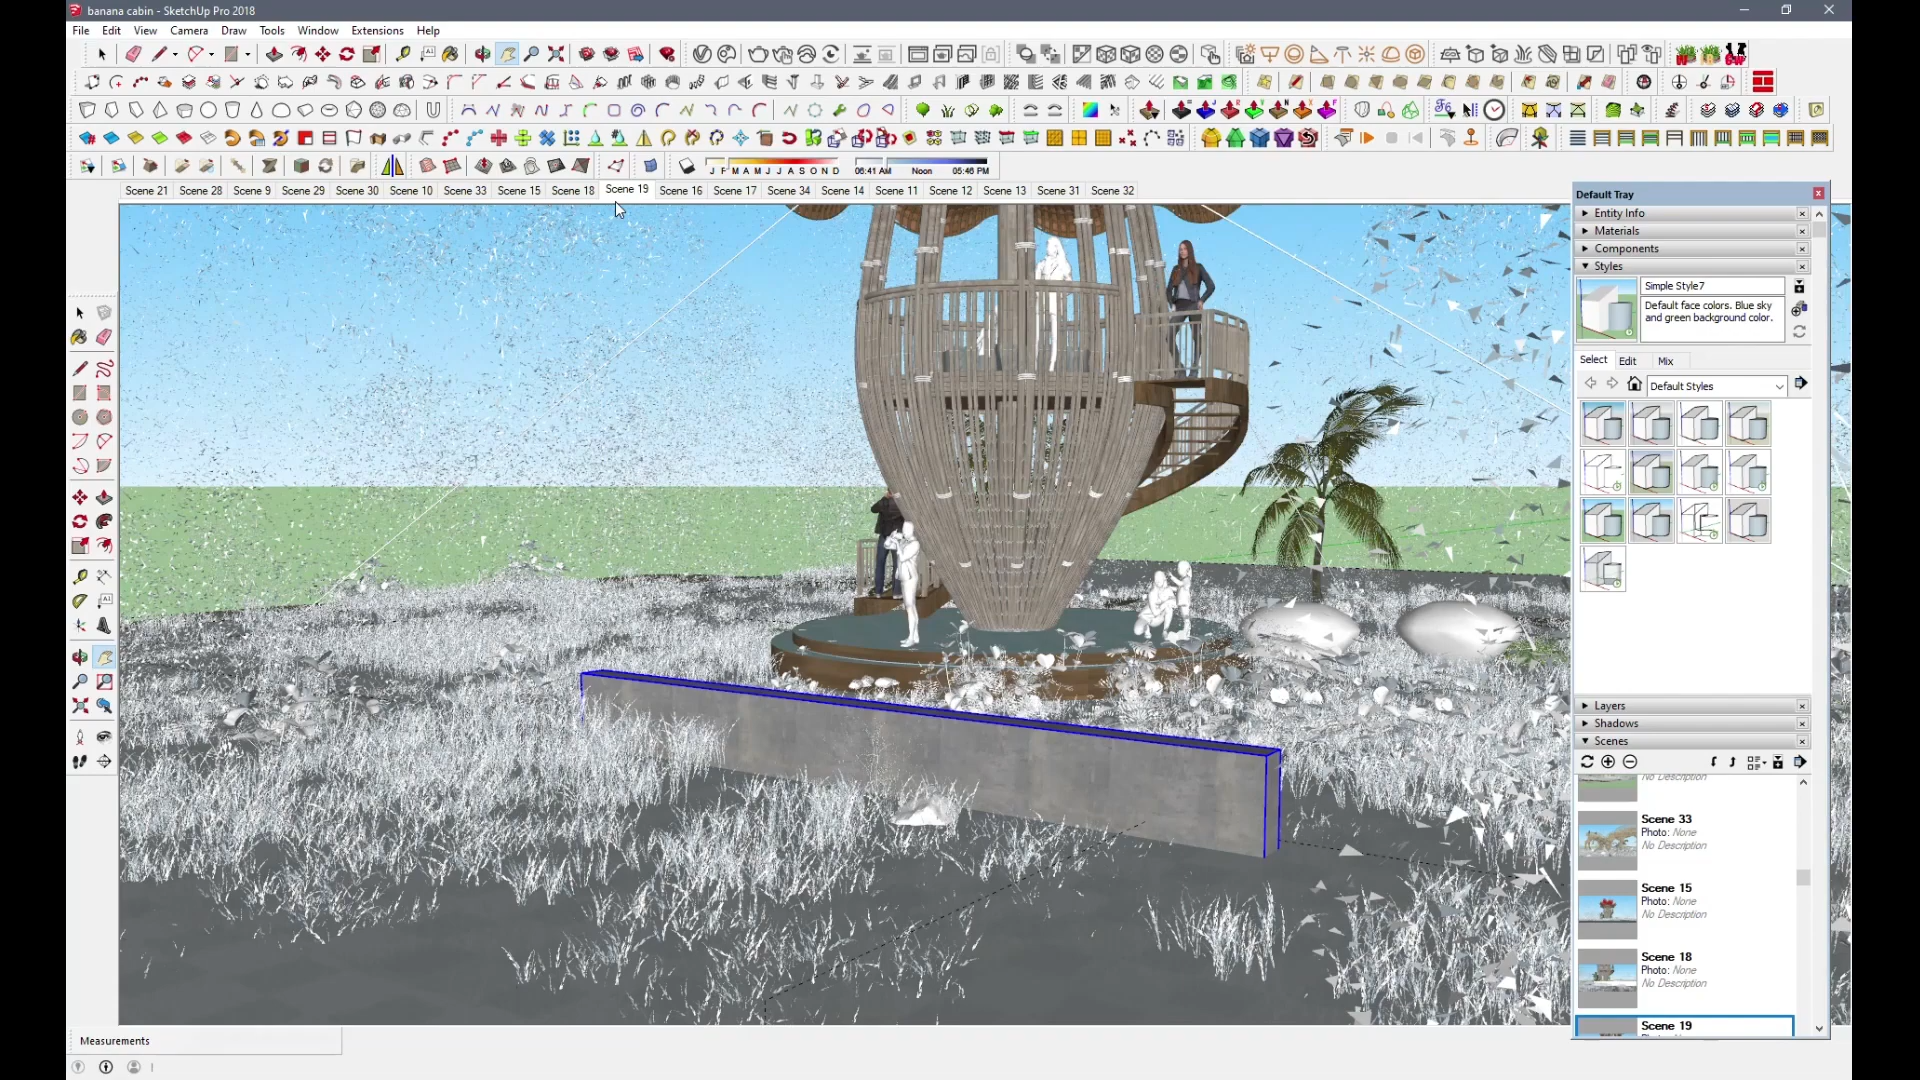 banana cabin - SketchUp Pro 2018
File Edit View Camera Draw Tools Window Extensions Help
J F M A M J J A S O N D 06:41 AM Noon 05:46 PM
Scene 21 Scene 28 Scene 9 Scene 29 Scene 30 Scene 10 Scene 33 Scene 15 Scene 18 Scene 19 Scene 16 Scene 17 Scene 34 Scene 14 Scene 11 Scene 12 Scene 13 Scene 31 Scene 32
Default Tray
Entity Info
Materials
Components
Styles
Simple Style7
Default face colors. Blue sky
and green background color.
Select Edit Mix
Default Styles
Layers
Shadows
Scenes
No Description
Scene 33
Photo: None
No Description
Scene 15
Photo: None
No Description
Scene 18
Photo: None
No Description
Scene 19
Measurements